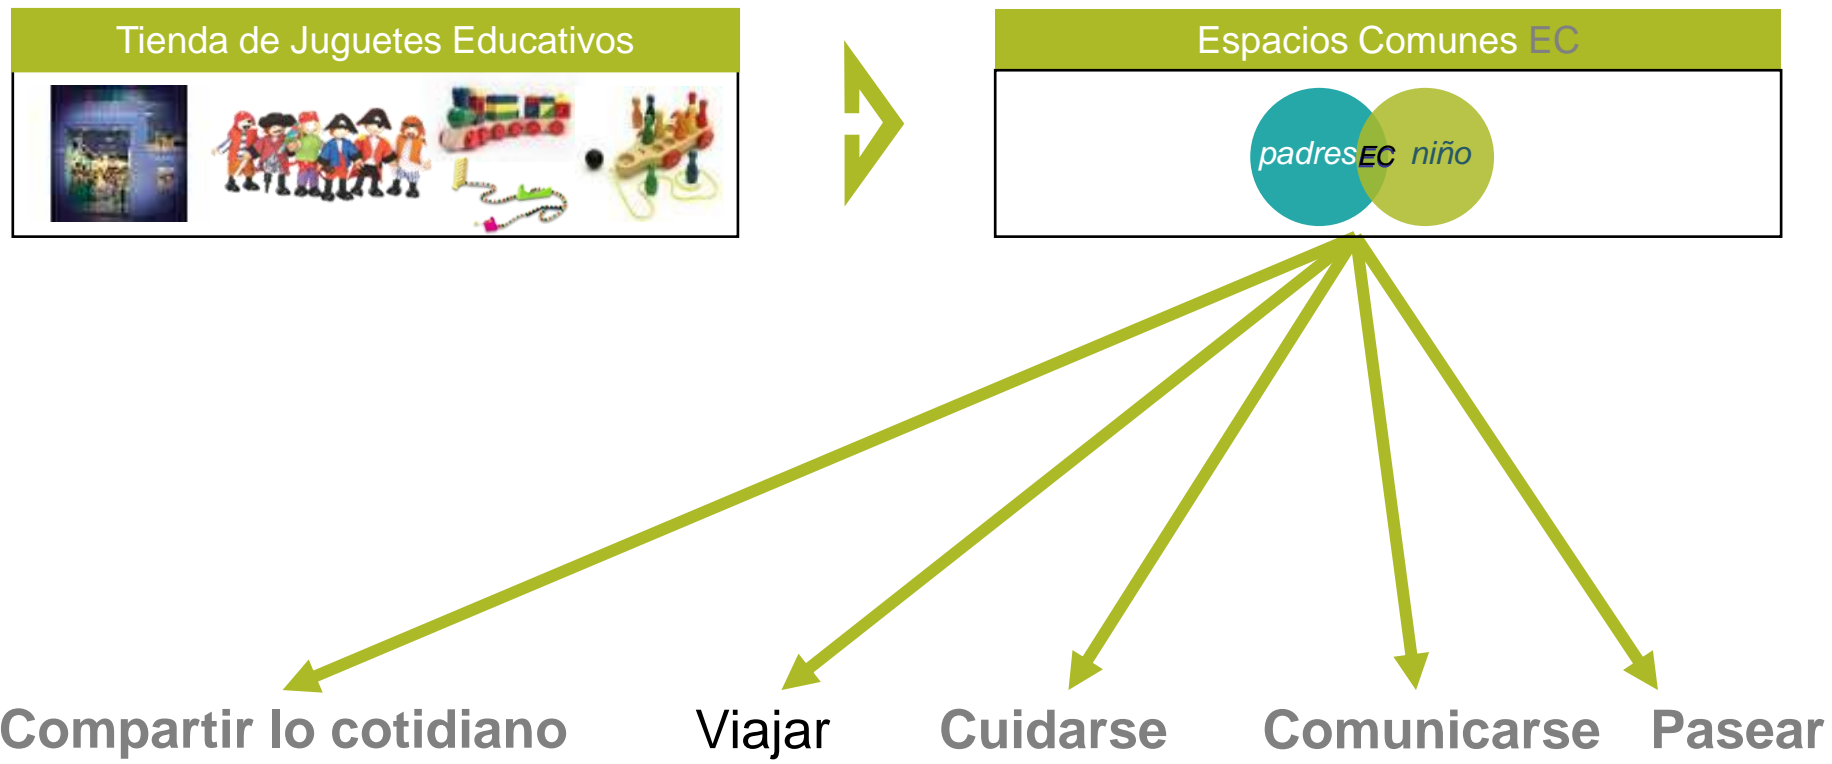 Tienda de Juguetes Educativos
Espacios Comunes EC
padres EC niño
Compartir lo cotidiano Viajar Cuidarse Comunicarse Pasear